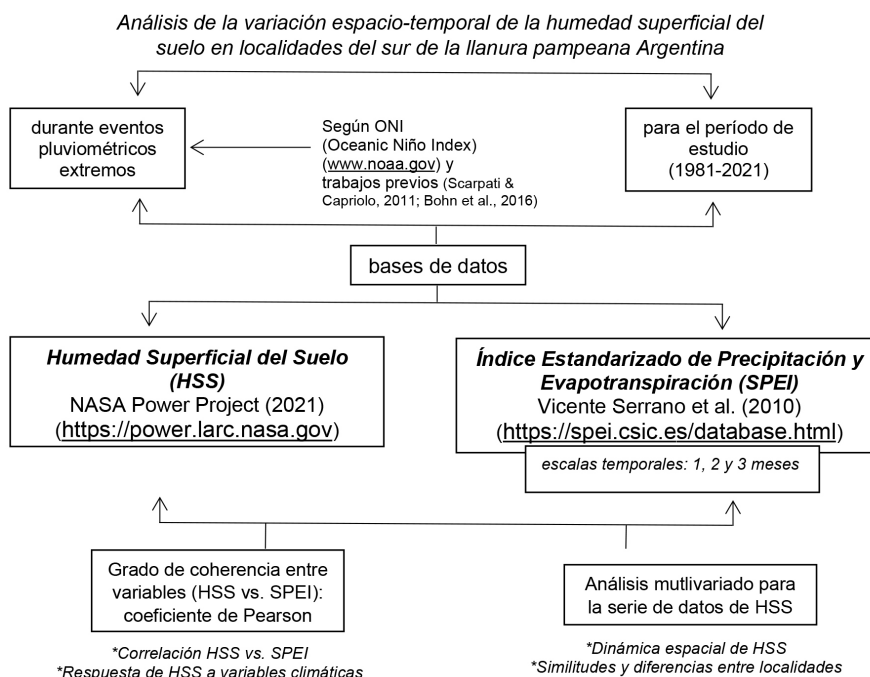 Análisis de la variación espacio-temporal de la humedad superficial del
suelo en localidades del sur de la llanura pampeana Argentina
durante eventos
pluviométricos
extremos
Según ONI
(Oceanic Niño Index)
(www.noaa.gov) y
trabajos previos (Scarpati &
Capriolo, 2011; Bohn et al., 2016)
para el período de
estudio
(1981-2021)
bases de datos
Humedad Superficial del Suelo
(HSS)
NASA Power Project (2021)
(https://power.larc.nasa.gov)
Índice Estandarizado de Precipitación y
Evapotranspiración (SPEI)
Vicente Serrano et al. (2010)
(https://spei.csic.es/database.html)
escalas temporales: 1, 2 y 3 meses
Grado de coherencia entre
variables (HSS vs. SPEI):
coeficiente de Pearson
*Correlación HSS vs. SPEI
*Respuesta de HSS a variables climáticas
Análisis mutlivariado para
la serie de datos de HSS
*Dinámica espacial de HSS
*Similitudes y diferencias entre localidades